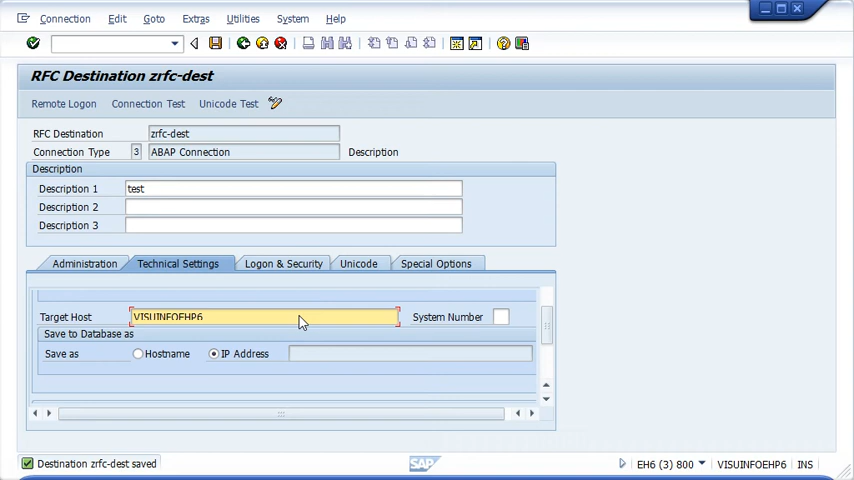 Connection Edit Goto Extras Utilities System Help
RFC Destination zrfc-dest
Remote Logon Connection Test Unicode Test
RFC Destination zrfc-dest
Connection Type 3 ABAP Connection Description
Description
Description 1 test
Description 2
Description 3
Administration Technical Settings Logon & Security Unicode Special Options
Target Host VISUINFOEHP6 System Number
Save to Database as
Save as Hostname IP Address
Destination zrfc-dest saved SAP EH6 (3) 800 VISUINFOEHP6 INS